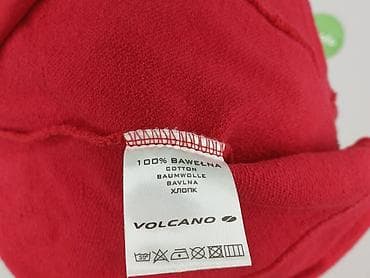 100% BAWEŁNA
COTTON
BAUMWOLLE
BAVLNA
ХЛОПК
VOLCANO